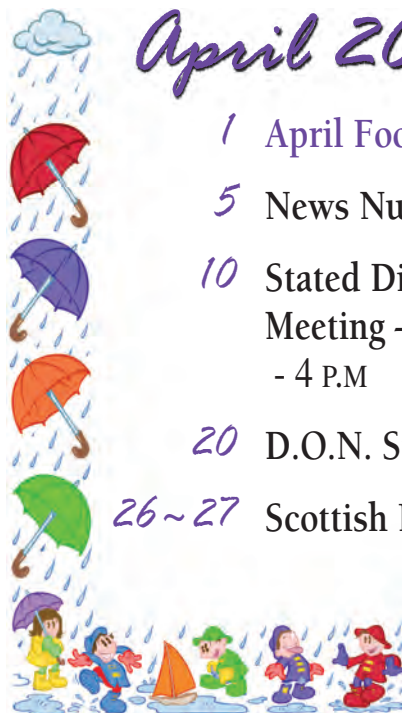 April 20
1 April Foo
5 News Nu
10 Stated Di
Meeting -
- 4 P.M
20 D.O.N. S
26~27 Scottish